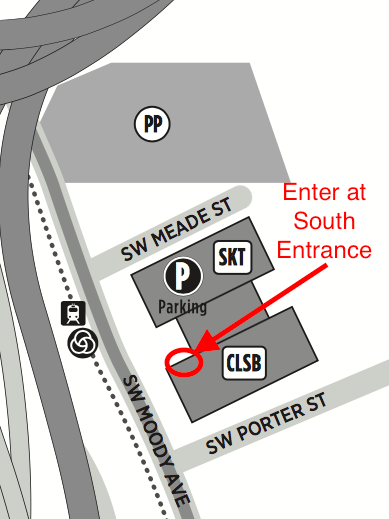 PP
Enter at
South
Entrance
SW MEADE ST
SKT
P
Parking
CLSB
SW MOODY AVE
SW PORTER ST